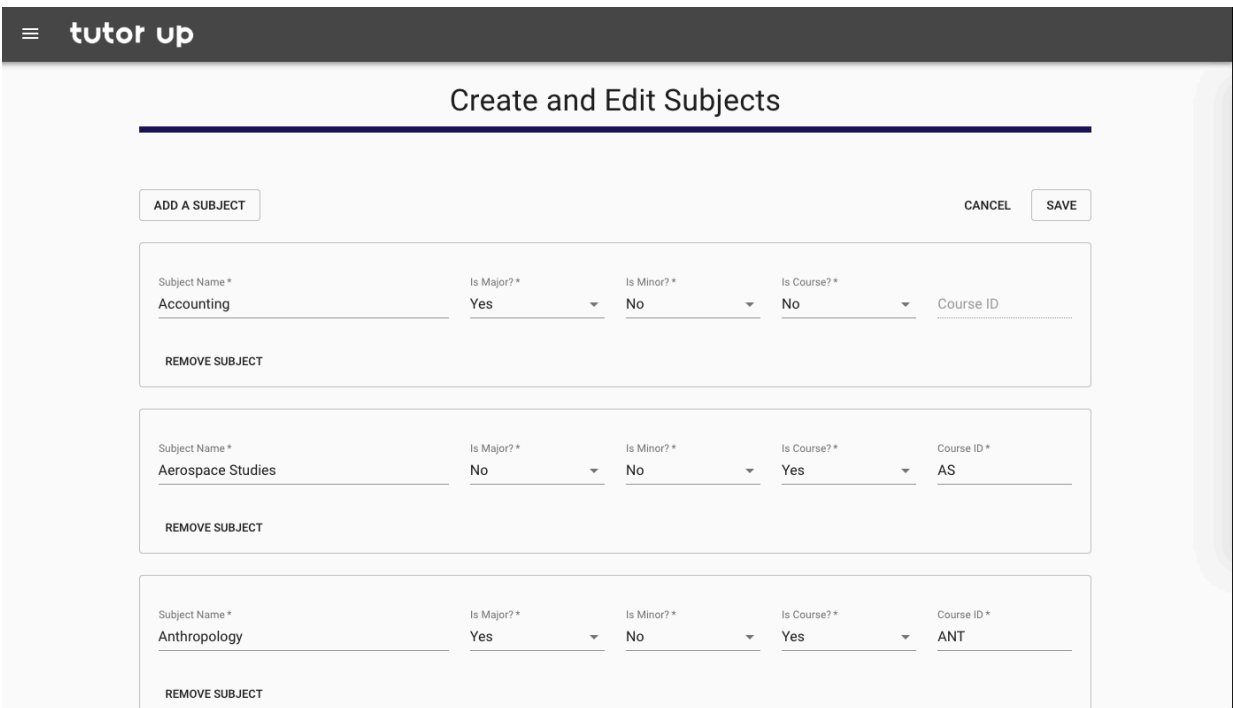 tutor up
Create and Edit Subjects
ADD A SUBJECT CANCEL SAVE
Subject Name * Is Major? * Is Minor? * Is Course? *
Accounting Yes No No Course ID
REMOVE SUBJECT
Subject Name * Is Major? * Is Minor? * Is Course? * Course ID *
Aerospace Studies No No Yes AS
REMOVE SUBJECT
Subject Name * Is Major? * Is Minor? * Is Course? * Course ID *
Anthropology Yes No Yes ANT
REMOVE SUBJECT